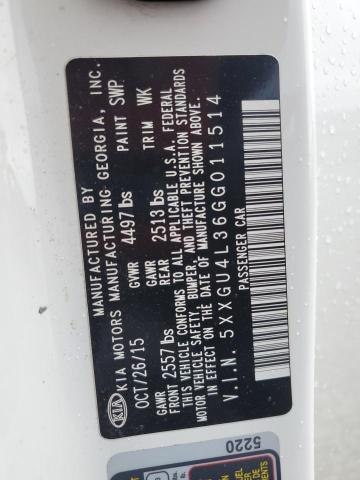 KIA
MANUFACTURED BY
KIA MOTORS MANUFACTURING GEORGIA, INC.
OCT/26/15 GVWR 4497 lbs PAINT SWP
GAWR FRONT 2557 lbs GAWR REAR 2513 lbs TRIM WK
THIS VEHICLE CONFORMS TO ALL APPLICABLE U.S.A. FEDERAL
MOTOR VEHICLE SAFETY, BUMPER, AND THEFT PREVENTION STANDARDS
IN EFFECT ON THE DATE OF MANUFACTURE SHOWN ABOVE.
V.I.N. 5XXGU4L36GG011514
PASSENGER CAR
5220